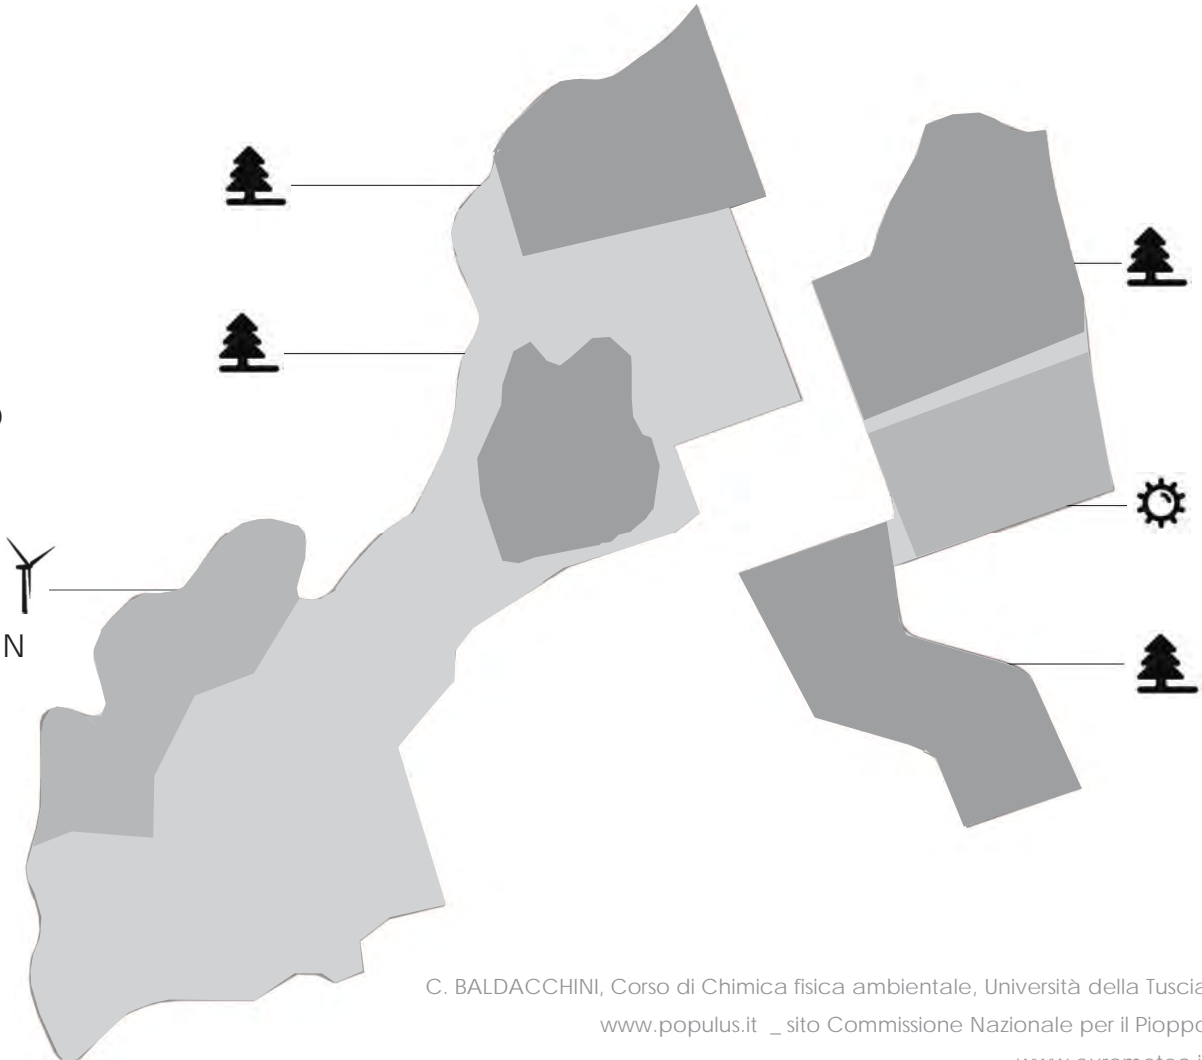 N
C. BALDACCHINI, Corso di Chimica fisica ambientale, Università della Tuscia
www.populus.it _ sito Commissione Nazionale per il Pioppo